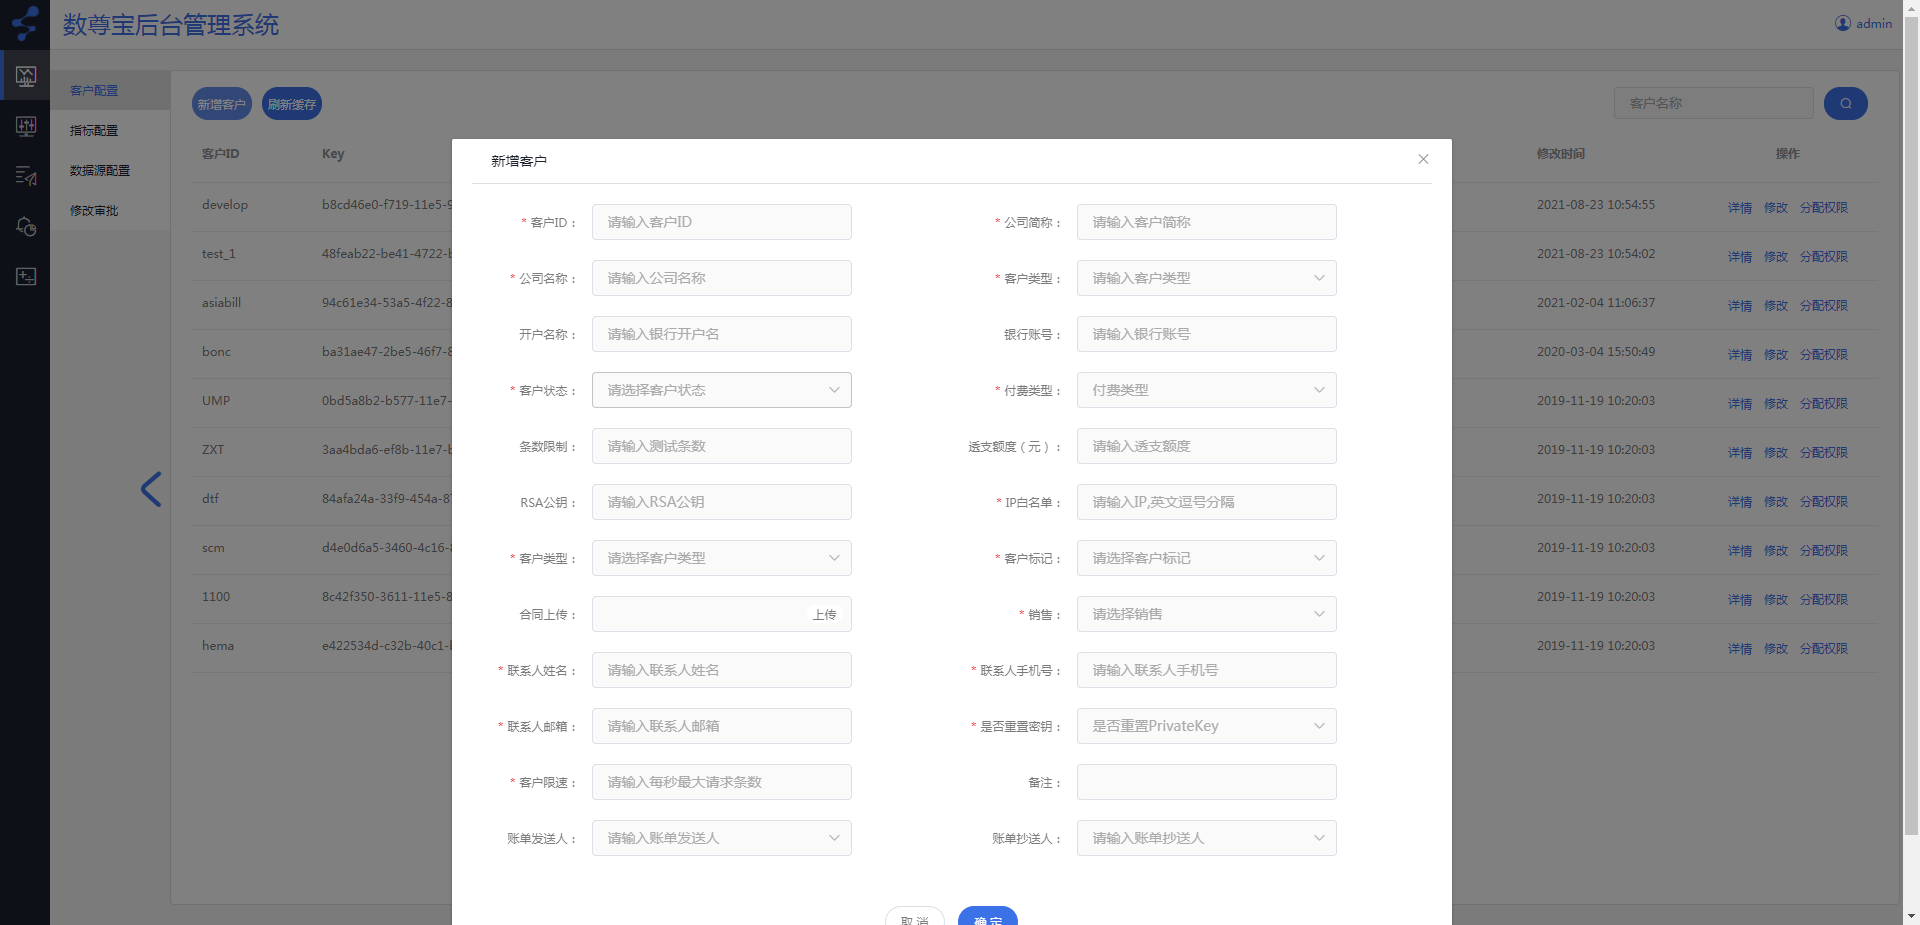 数尊宝后台管理系统
admin
客户配置
指标配置
数据源配置
修改审批
新增客户 刷新缓存
客户名称
客户ID Key 修改时间 操作
develop b8cd46e0-f719-11e5-9 2021-08-23 10:54:55 详情 修改 分配权限
test_1 48feab22-be41-4722-b 2021-08-23 10:54:02 详情 修改 分配权限
asiabill 94c61e34-53a5-4f22-8 2021-02-04 11:06:37 详情 修改 分配权限
bonc ba31ae47-2be5-46f7-8 2020-03-04 15:50:49 详情 修改 分配权限
UMP 0bd5a8b2-b577-11e7- 2019-11-19 10:20:03 详情 修改 分配权限
ZXT 3aa4bda6-ef8b-11e7-b 2019-11-19 10:20:03 详情 修改 分配权限
dtf 84afa24a-33f9-454a-8 2019-11-19 10:20:03 详情 修改 分配权限
scm d4e0d6a5-3460-4c16- 2019-11-19 10:20:03 详情 修改 分配权限
1100 8c42f350-3611-11e5-8 2019-11-19 10:20:03 详情 修改 分配权限
hema e422534d-c32b-40c1- 2019-11-19 10:20:03 详情 修改 分配权限
新增客户
* 客户ID： 请输入客户ID * 公司简称： 请输入客户简称
* 公司名称： 请输入公司名称 * 客户类型： 请输入客户类型
开户名称： 请输入银行开户名 银行账号： 请输入银行账号
* 客户状态： 请选择客户状态 * 付费类型： 付费类型
条数限制： 请输入测试条数 透支额度（元）： 请输入透支额度
RSA公钥： 请输入RSA公钥 * IP白名单： 请输入IP,英文逗号分隔
* 客户类型： 请选择客户类型 * 客户标记： 请选择客户标记
合同上传： 上传 * 销售： 请选择销售
* 联系人姓名： 请输入联系人姓名 * 联系人手机号： 请输入联系人手机号
* 联系人邮箱： 请输入联系人邮箱 * 是否重置密钥： 是否重置PrivateKey
* 客户限速： 请输入每秒最大请求条数 备注：
账单发送人： 请输入账单发送人 账单抄送人： 请输入账单抄送人
取消 确定